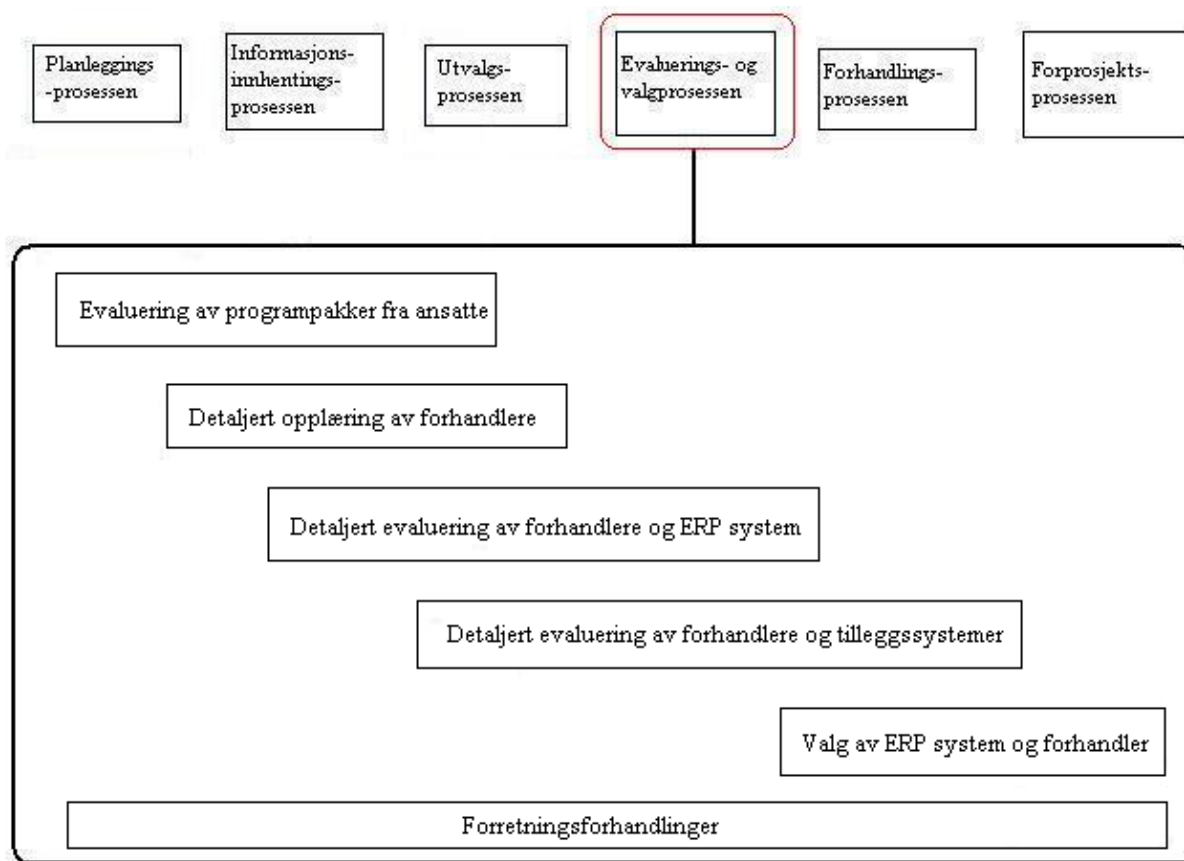 Planleggings
-prosessen
Informasjons-
innhentings-
prosessen
Utvalgs-
prosessen
Evaluerings- og
valgprosessen
Forhandlings-
prosessen
Forprosjekts-
prosessen
Evaluering av programpakker fra ansatte
Detaljert opplæring av forhandlere
Detaljert evaluering av forhandlere og ERP system
Detaljert evaluering av forhandlere og tilleggssystemer
Valg av ERP system og forhandler
Forretningsforhandlinger